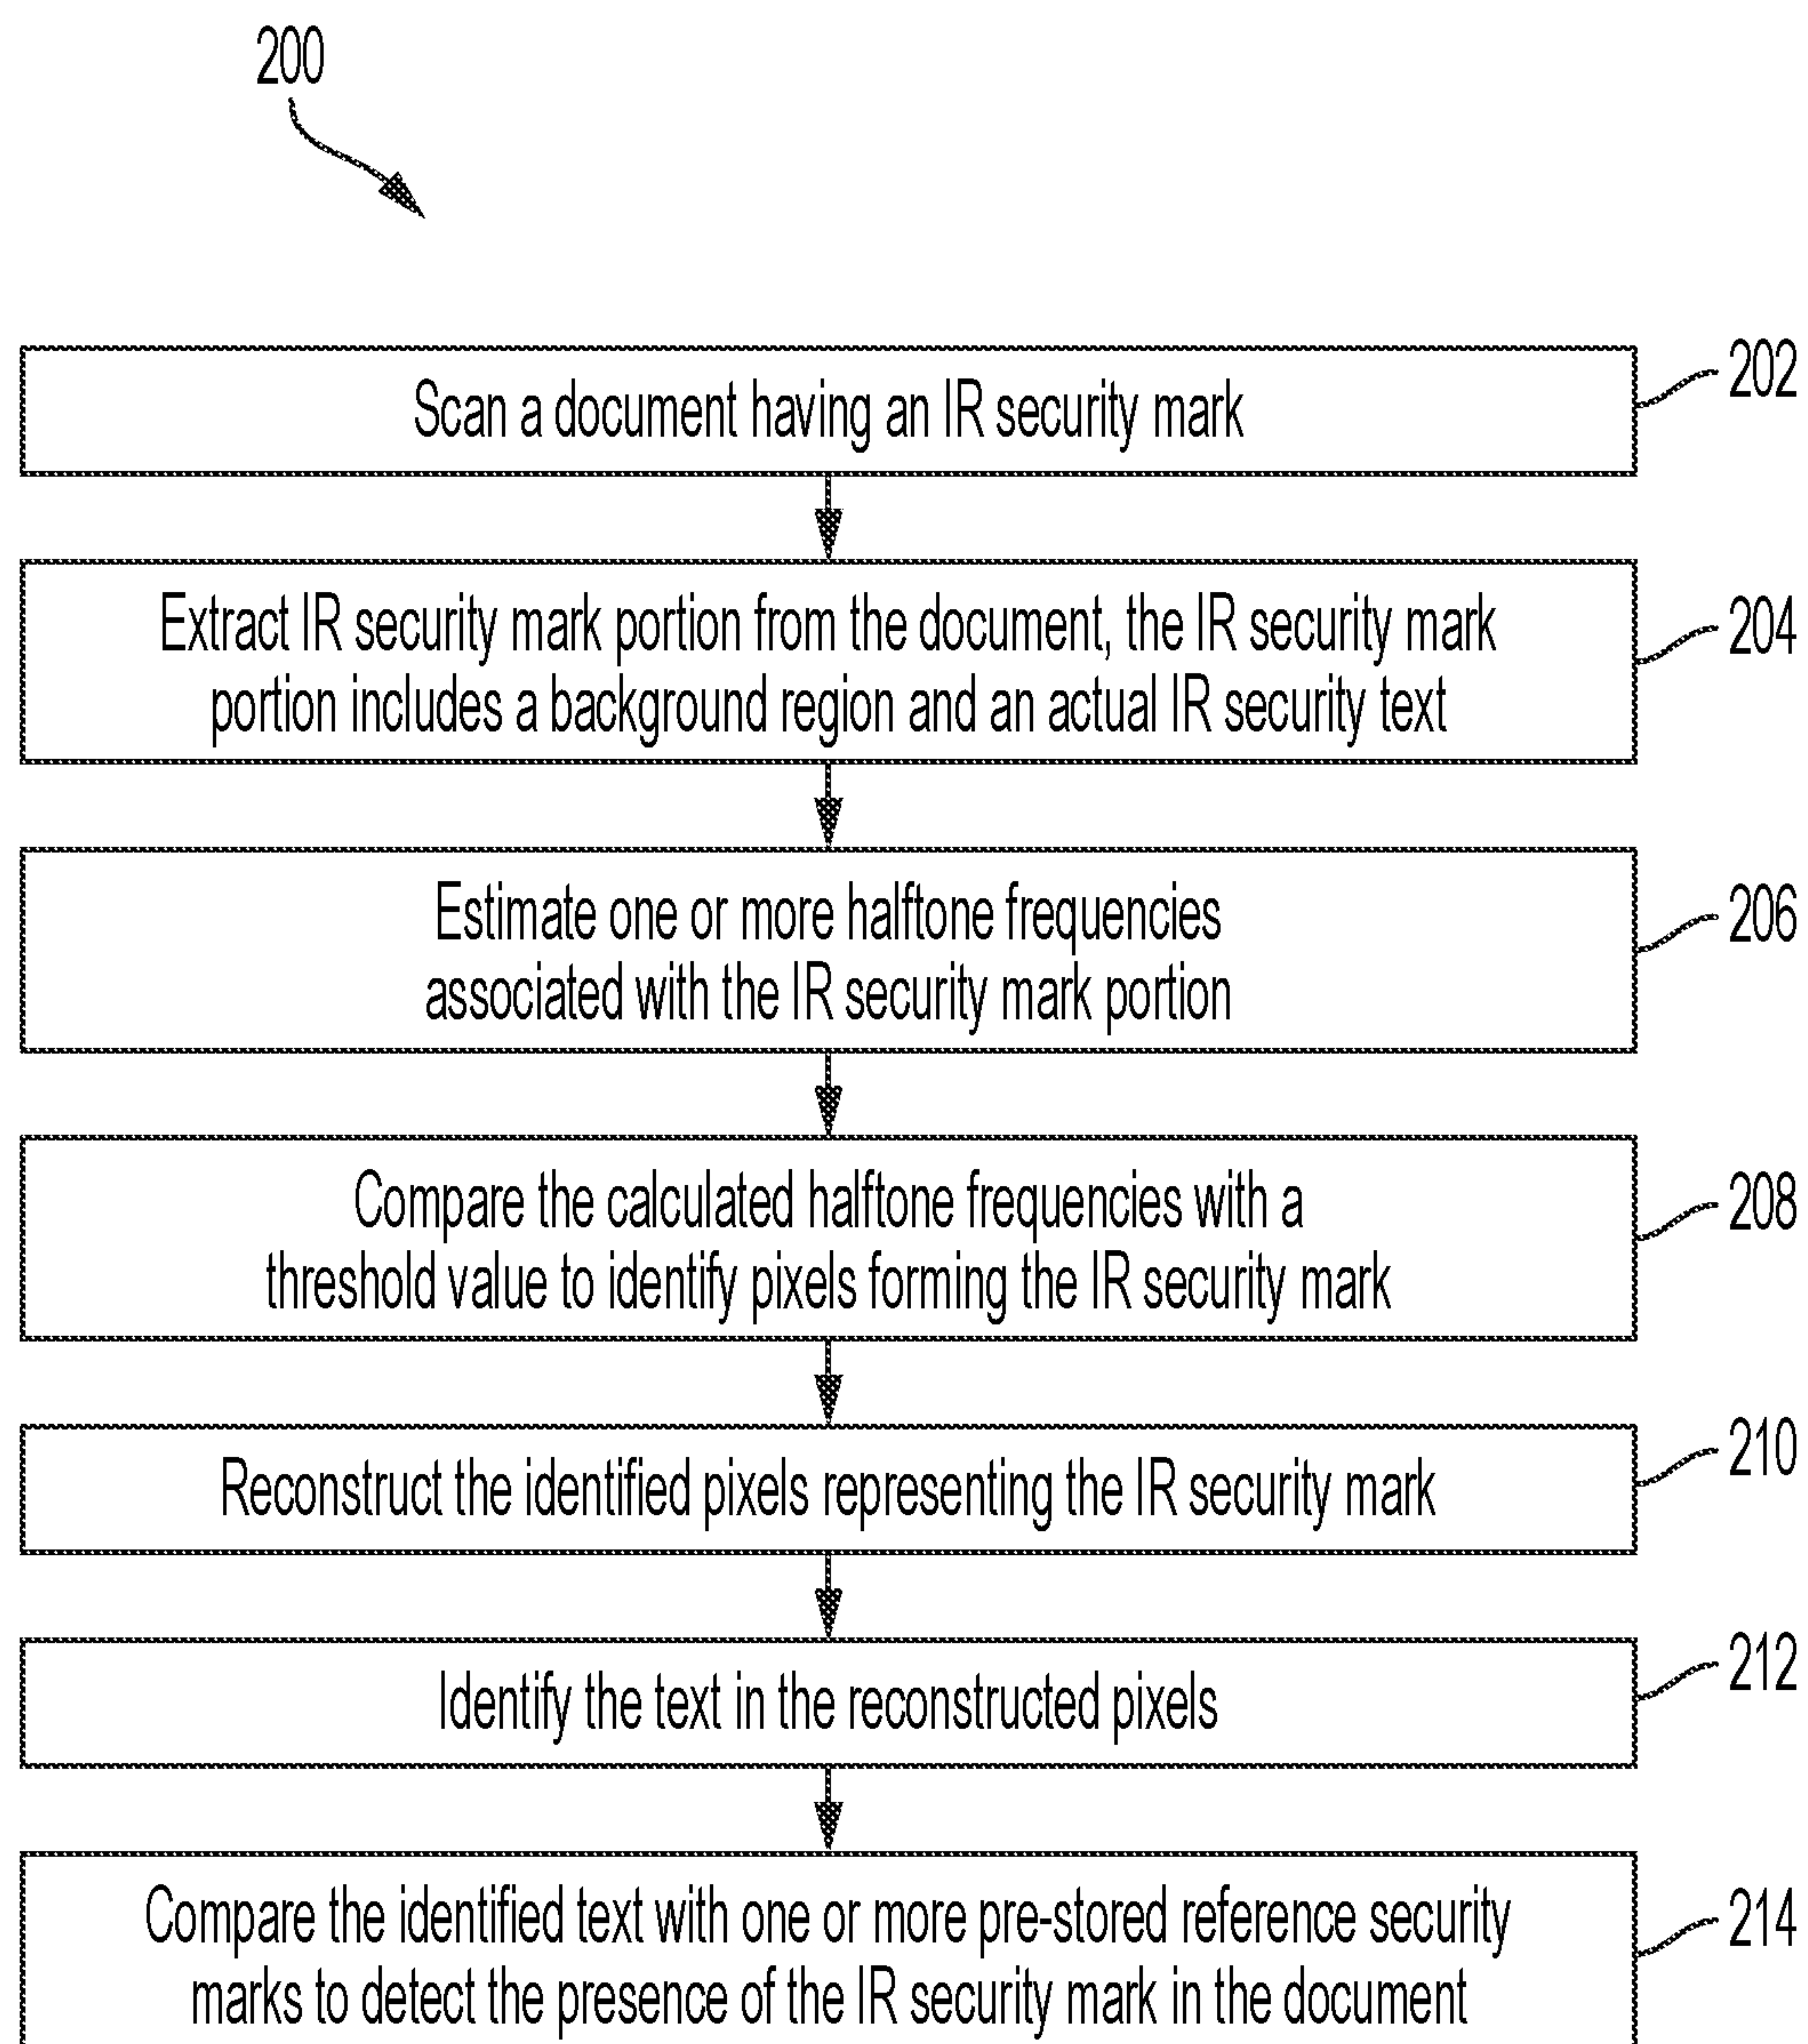 200
Scan a document having an IR security mark
202
Extract IR security mark portion from the document, the IR security mark
portion includes a background region and an actual IR security text
204
Estimate one or more halftone frequencies
associated with the IR security mark portion
206
Compare the calculated halftone frequencies with a
threshold value to identify pixels forming the IR security mark
208
Reconstruct the identified pixels representing the IR security mark
210
Identify the text in the reconstructed pixels
212
Compare the identified text with one or more pre-stored reference security
marks to detect the presence of the IR security mark in the document
214